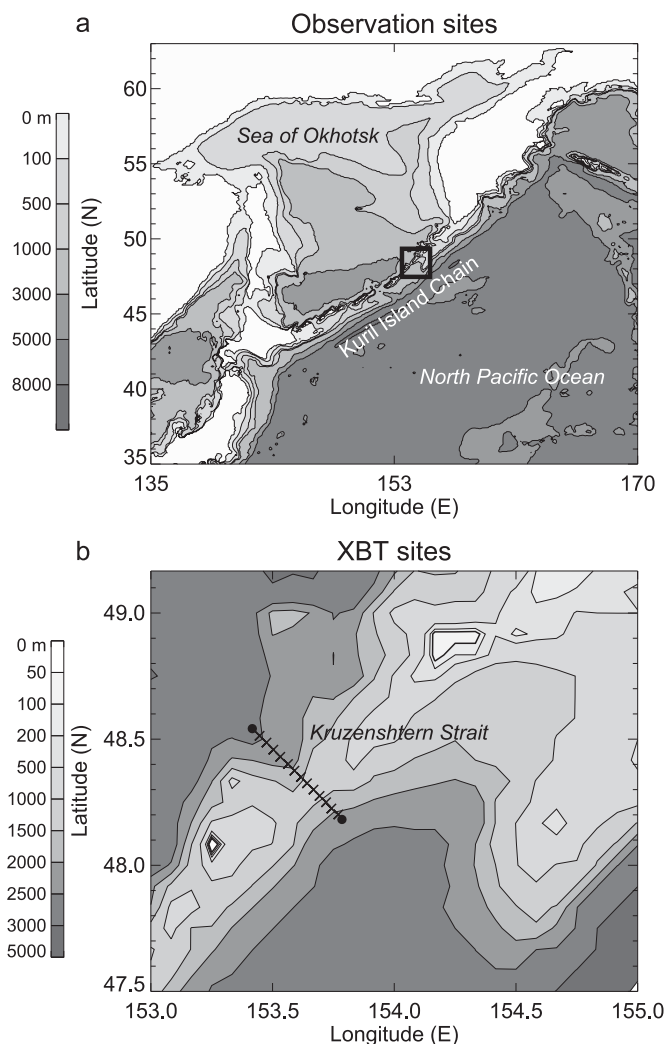 a
Observation sites
0 m
100
500
1000
3000
8000
Latitude (N)
60
55
50
45
40
35
Sea of Okhotsk
Kuril Island Chain
North Pacific Ocean
135
153
170
Longitude (E)
b
XBT sites
0 m
50
100
200
500
1000
1500
2000
3000
5000
Latitude (N)
49.0
48.5
48.0
47.5
Kruzenshtern Strait
153.0
153.5
154.0
154.5
155.0
Longitude (E)